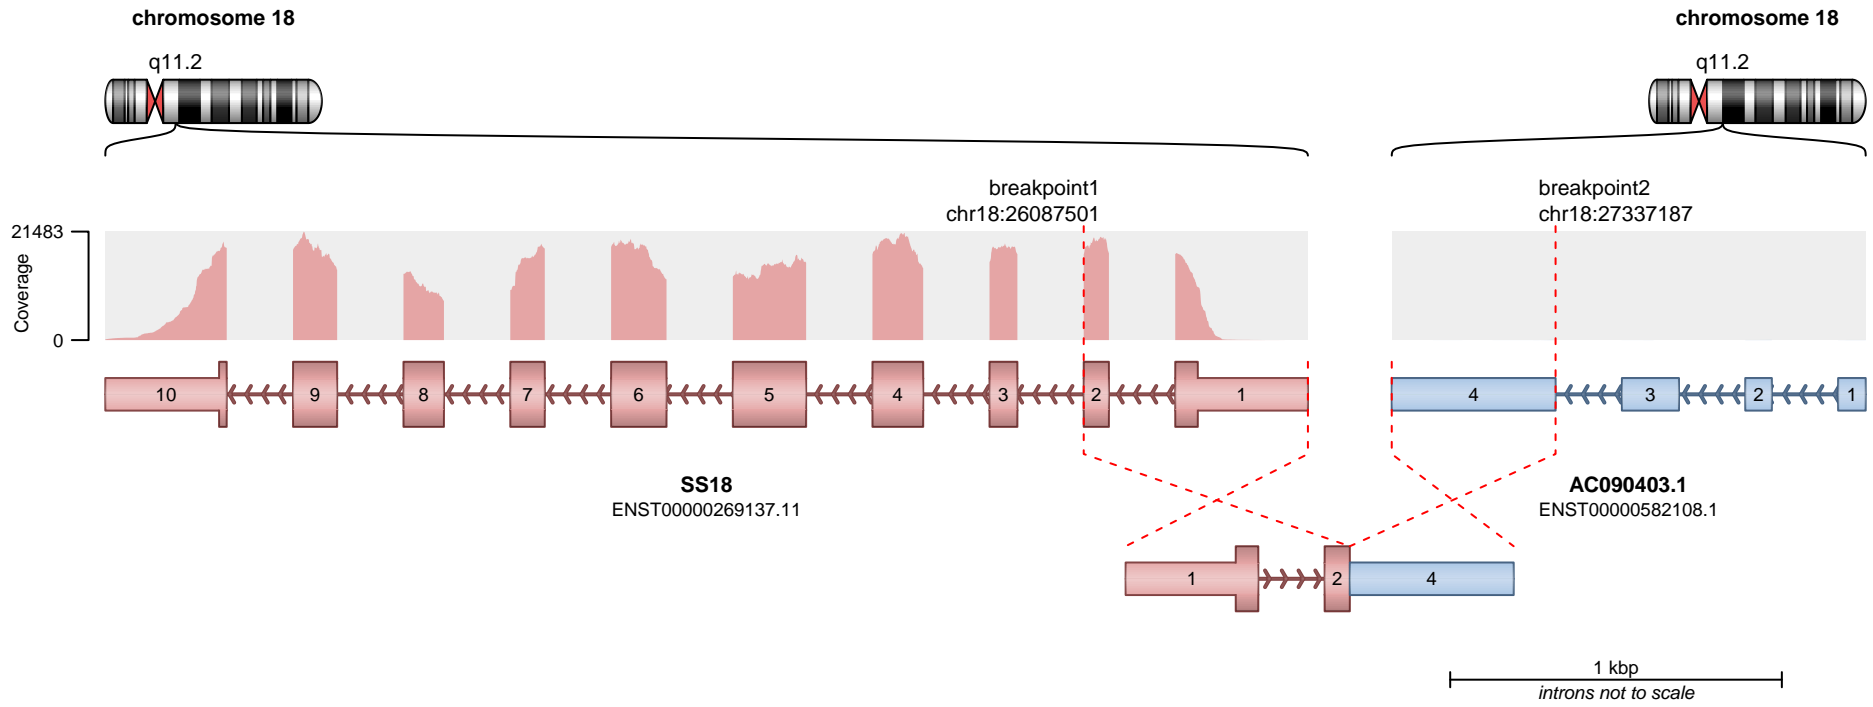 chromosome 18
chromosome 18
q11.2
q11.2
breakpoint1
chr18:26087501
breakpoint2
chr18:27337187
21483
Coverage
0
10
9
8
7
6
5
4
3
2
1
4
3
2
1
SS18
ENST00000269137.11
AC090403.1
ENST00000582108.1
1
2
4
1 kbp
introns not to scale